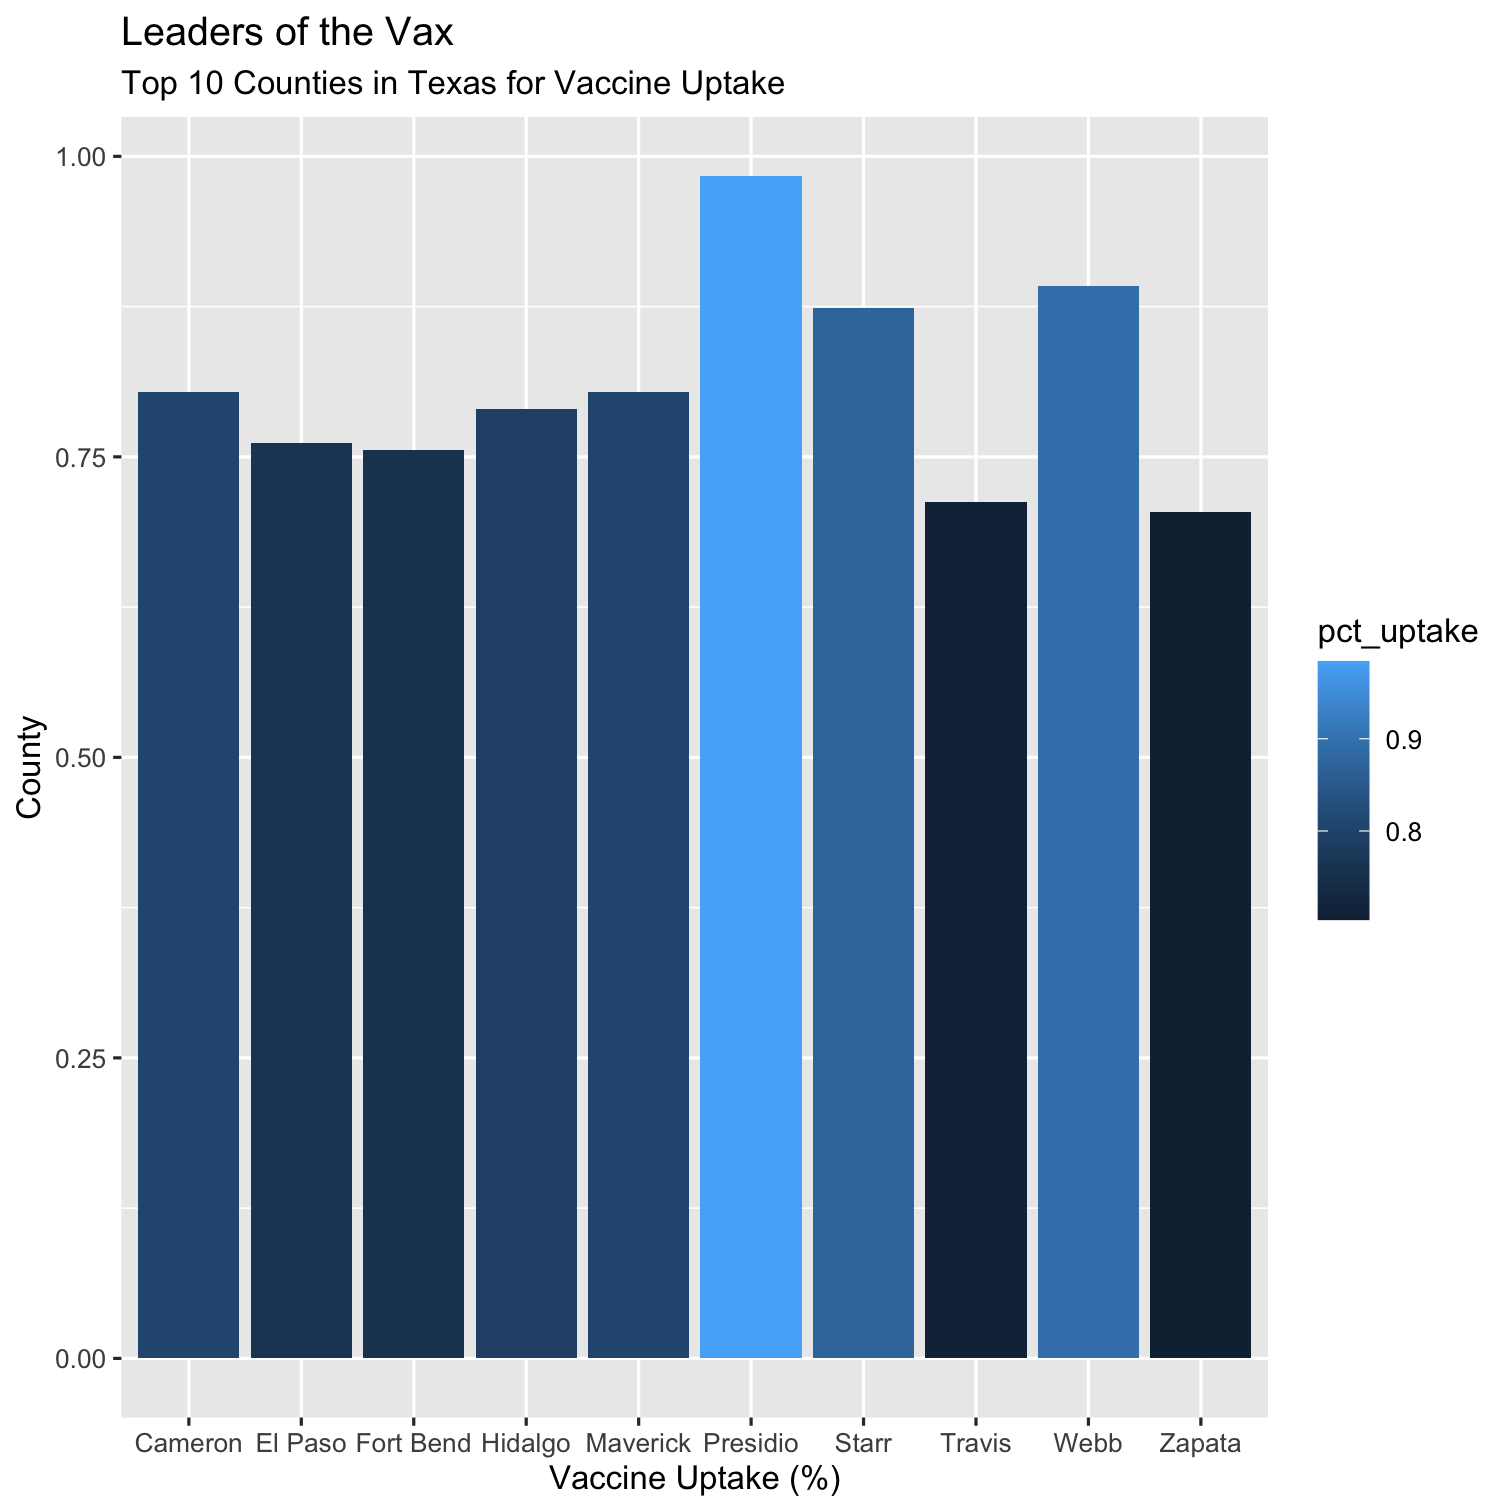 Leaders of the Vax
Top 10 Counties in Texas for Vaccine Uptake
1.00
0.75
0.50
0.25
0.00
County
Cameron El Paso Fort Bend Hidalgo Maverick Presidio Starr Travis Webb Zapata
Vaccine Uptake (%)
pct_uptake
0.9
0.8